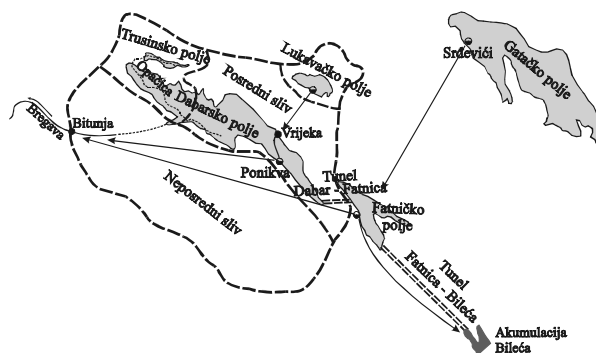 Trusinsko polje
Lukavačko polje
Srđevići
Gatačko polje
Opačica
Posredni sliv
Dabarsko polje
Bregava
Bitunja
Vrijeka
Ponikva
Tunel
Dabar - Fatnica
Neposredni sliv
Fatničko
polje
Tunel
Fatnica - Bileća
Akumulacija
Bileća